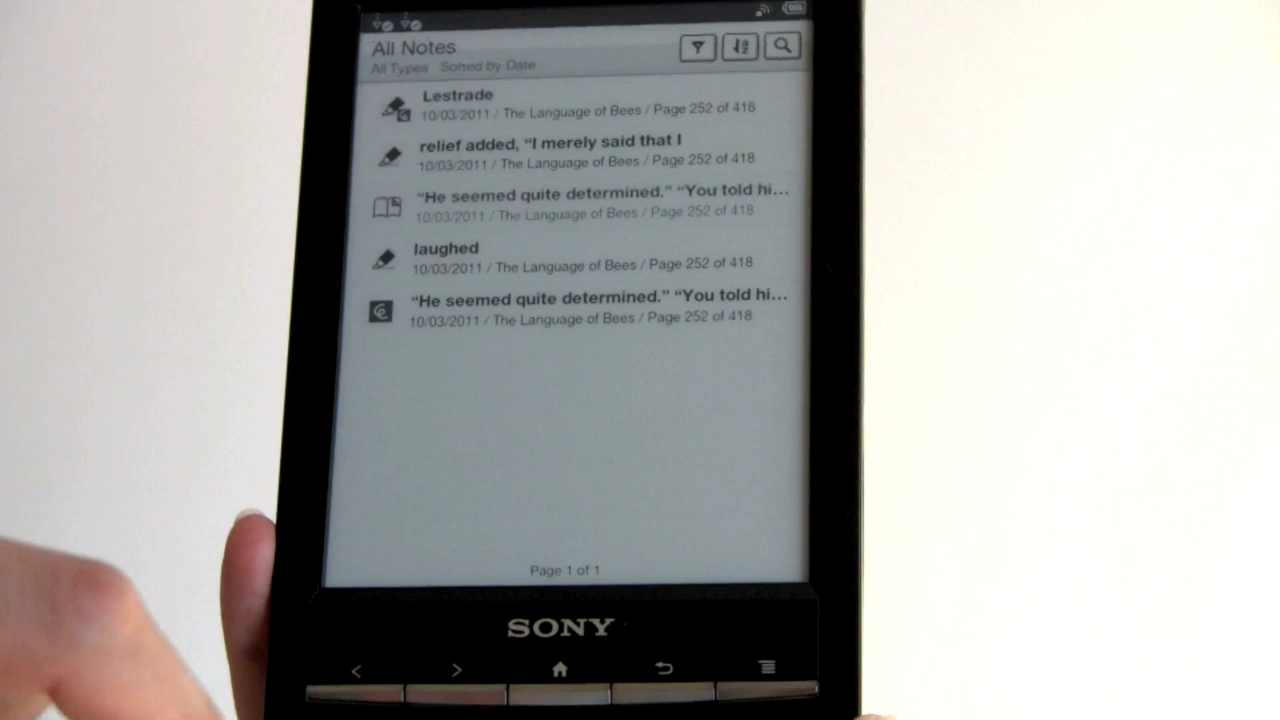 All Notes
All Types Sorted by Date
Lestrade
10/03/2011 / The Language of Bees / Page 252 of 418
relief added, “I merely said that I
10/03/2011 / The Language of Bees / Page 252 of 418
“He seemed quite determined.” “You told hi...
10/03/2011 / The Language of Bees / Page 252 of 418
laughed
10/03/2011 / The Language of Bees / Page 252 of 418
“He seemed quite determined.” “You told hi...
10/03/2011 / The Language of Bees / Page 252 of 418
Page 1 of 1
SONY